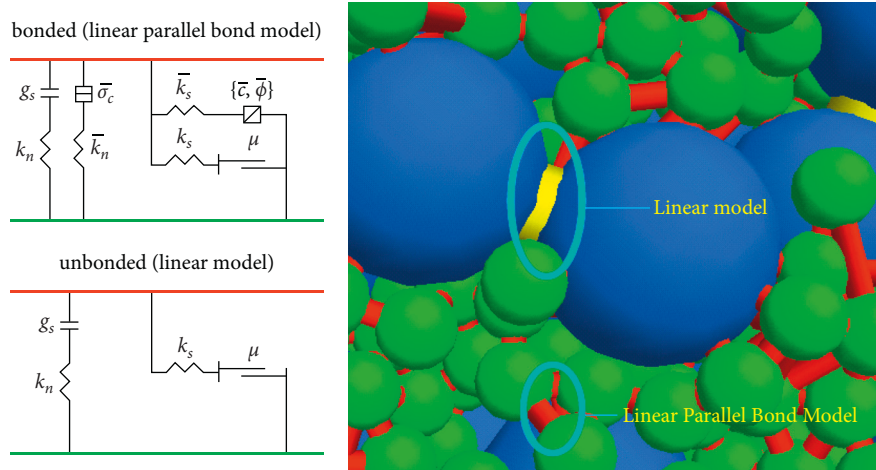 bonded (linear parallel bond model)
g_s
σ̅_c
k̅_s
{c̅, ϕ̅}
k_n
k̅_n
k_s
μ
unbonded (linear model)
g_s
k_s
μ
k_n
Linear model
Linear Parallel Bond Model